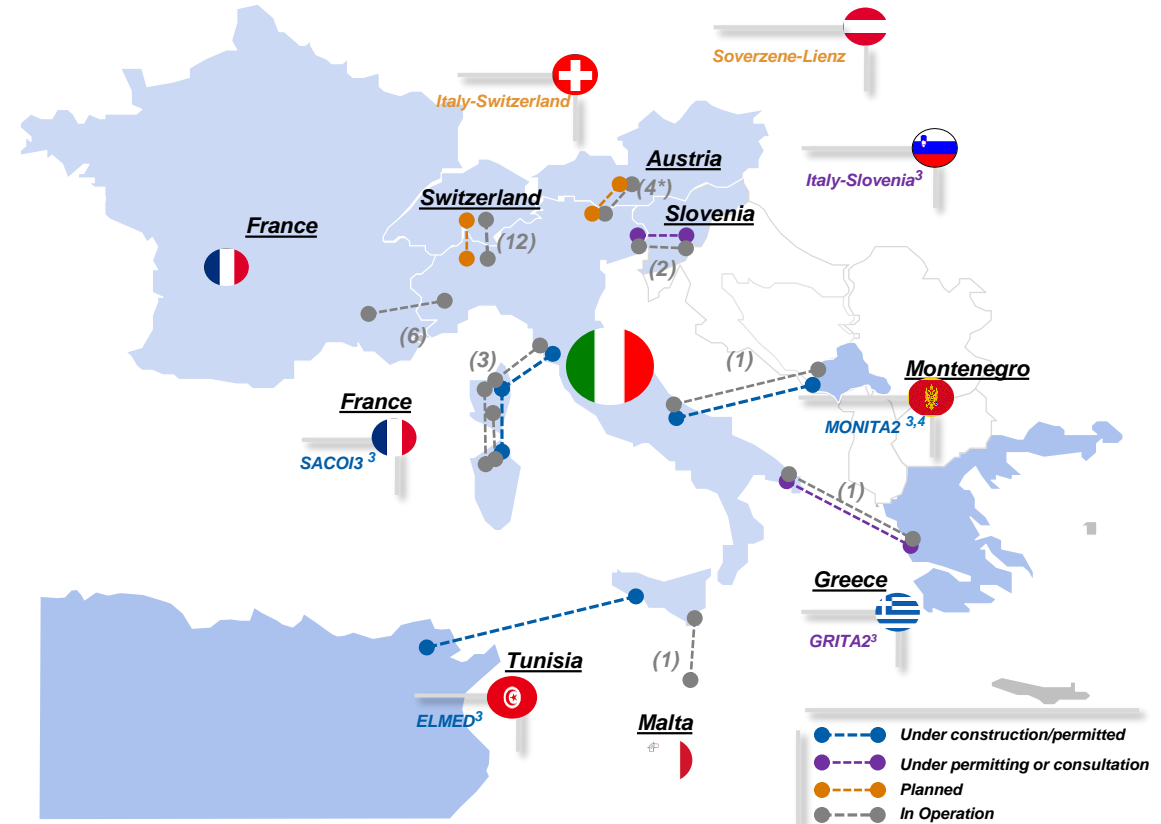 Soverzene-Lienz
Italy-Switzerland
Italy-Slovenia³
Austria
(4*)
Switzerland
(12)
Slovenia
(2)
France
(6)
(3)
(1)
Montenegro
MONITA2 ³,⁴
France
SACOI3 ³
(1)
Greece
GRITA2³
Tunisia
ELMED³
(1)
Malta
Under construction/permitted
Under permitting or consultation
Planned
In Operation